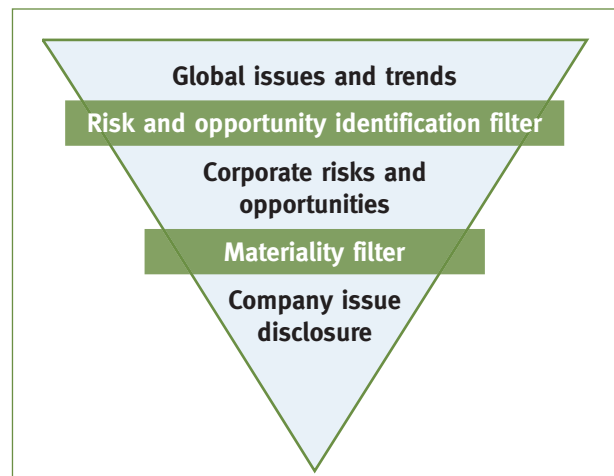 Global issues and trends
Risk and opportunity identification filter
Corporate risks and
opportunities
Materiality filter
Company issue
disclosure